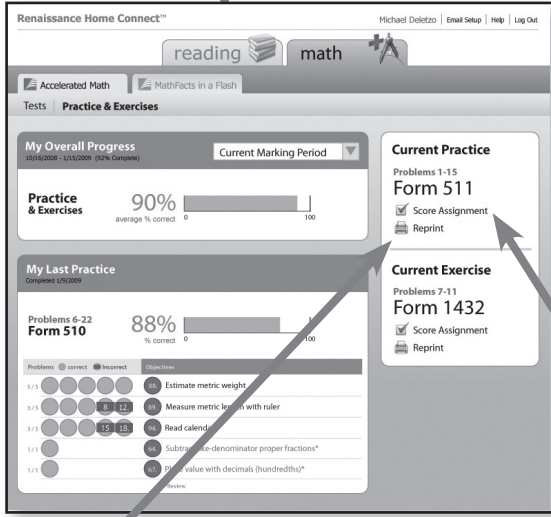 Renaissance Home Connect™
Michael Deletzo | Email Setup | Help | Log Out
reading math
Accelerated Math MathFacts in a Flash
Tests | Practice & Exercises
My Overall Progress
10/16/2008 - 1/15/2009 (92% Complete)
Current Marking Period
Practice
& Exercises
90%
average % correct
0 100
My Last Practice
Completed 1/9/2009
Problems 6-22
Form 510
88%
% correct
0 100
Problems correct Incorrect Objectives
5/5 88. Estimate metric weight
3/5 8 12. 89. Measure metric length with ruler
3/5 15 18. 94. Read calendar
1/1 64. Subtract like-denominator proper fractions*
1/1 67. Place value with decimals (hundredths)*
Review
Current Practice
Problems 1-15
Form 511
Score Assignment
Reprint
Current Exercise
Problems 7-11
Form 1432
Score Assignment
Reprint